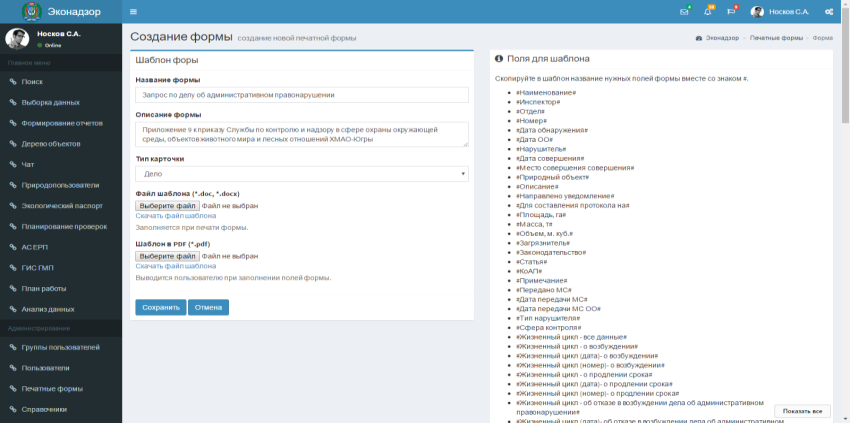 Эконадзор
4
10
9
Носков С.А.
Носков С.А.
Online
Главное меню
Поиск
Выборка данных
Формирование отчетов
Дерево объектов
Чат
Природопользователи
Экологический паспорт
Планирование проверок
АС ЕРП
ГИС ГМП
План работы
Анализ данных
Администрирование
Группы пользователей
Пользователи
Печатные формы
Справочники
Создание формы создание новой печатной формы
Эконадзор > Печатные формы > Форма
Шаблон форы
Название формы
Запрос по делу об административном правонарушении
Описание формы
Приложение 9 к приказу Службы по контролю и надзору в сфере охраны окружающей
среды, объектов животного мира и лесных отношений ХМАО-Югры
Тип карточки
Дело
Файл шаблона (*.doc, *.docx)
Выберите файл Файл не выбран
Скачать файл шаблона
Заполняется при печати формы.
Шаблон в PDF (*.pdf)
Выберите файл Файл не выбран
Скачать файл шаблона
Выводится пользователю при заполнении полей формы.
Сохранить Отмена
Поля для шаблона
Скопируйте в шаблон название нужных полей формы вместе со знаком #.
#Наименование#
#Инспектор#
#Отдел#
#Номер#
#Дата обнаружения#
#Дата ОО#
#Нарушитель#
#Дата совершения#
#Место совершения совершения#
#Природный объект#
#Описание#
#Направлено уведомление#
#Для составления протокола на#
#Площадь, га#
#Масса, т#
#Объем, м. куб.#
#Загрязнитель#
#Законодательство#
#Статья#
#КоАП#
#Примечание#
#Передано МС#
#Дата передачи МС#
#Дата передачи МС ОО#
#Тип нарушителя#
#Сфера контроля#
#Жизненный цикл - все данные#
#Жизненный цикл - о возбуждении#
#Жизненный цикл (дата)- о возбуждении#
#Жизненный цикл (номер)- о возбуждении#
#Жизненный цикл - о продлении срока#
#Жизненный цикл (дата)- о продлении срока#
#Жизненный цикл (номер)- о продлении срока#
#Жизненный цикл - об отказе в возбуждении дела об административном
правонарушении#
#Жизненный цикл (дата)- об отказе в возбуждении дела об административном
Показать все